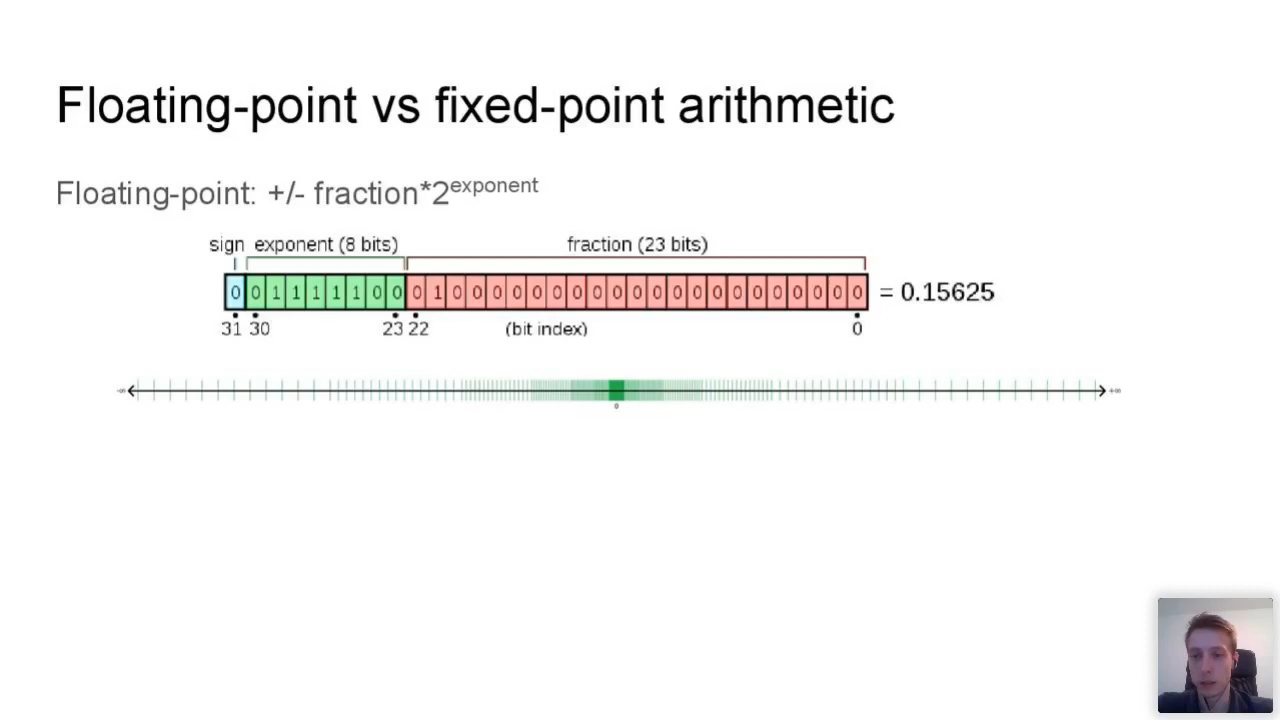 Floating-point vs fixed-point arithmetic
Floating-point: +/- fraction*2^exponent
sign exponent (8 bits) fraction (23 bits)
0 0 1 1 1 1 1 0 0 0 1 0 0 0 0 0 0 0 0 0 0 0 0 0 0 0 0 0 0 0 0 0 = 0.15625
31 30 23 22 (bit index) 0
-∞ +∞
0